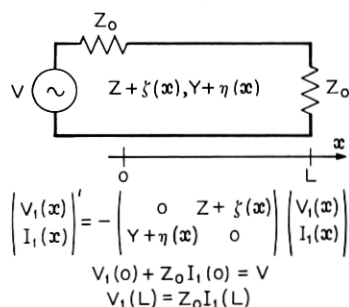 Z₀
V
Z + ζ(x), Y + η(x)
Z₀
x
0 L
(V₁(x) I₁(x))′ = −(0 Z + ζ(x) Y + η(x) 0) (V₁(x) I₁(x))
V₁(0) + Z₀I₁(0) = V
V₁(L) = Z₀I₁(L)